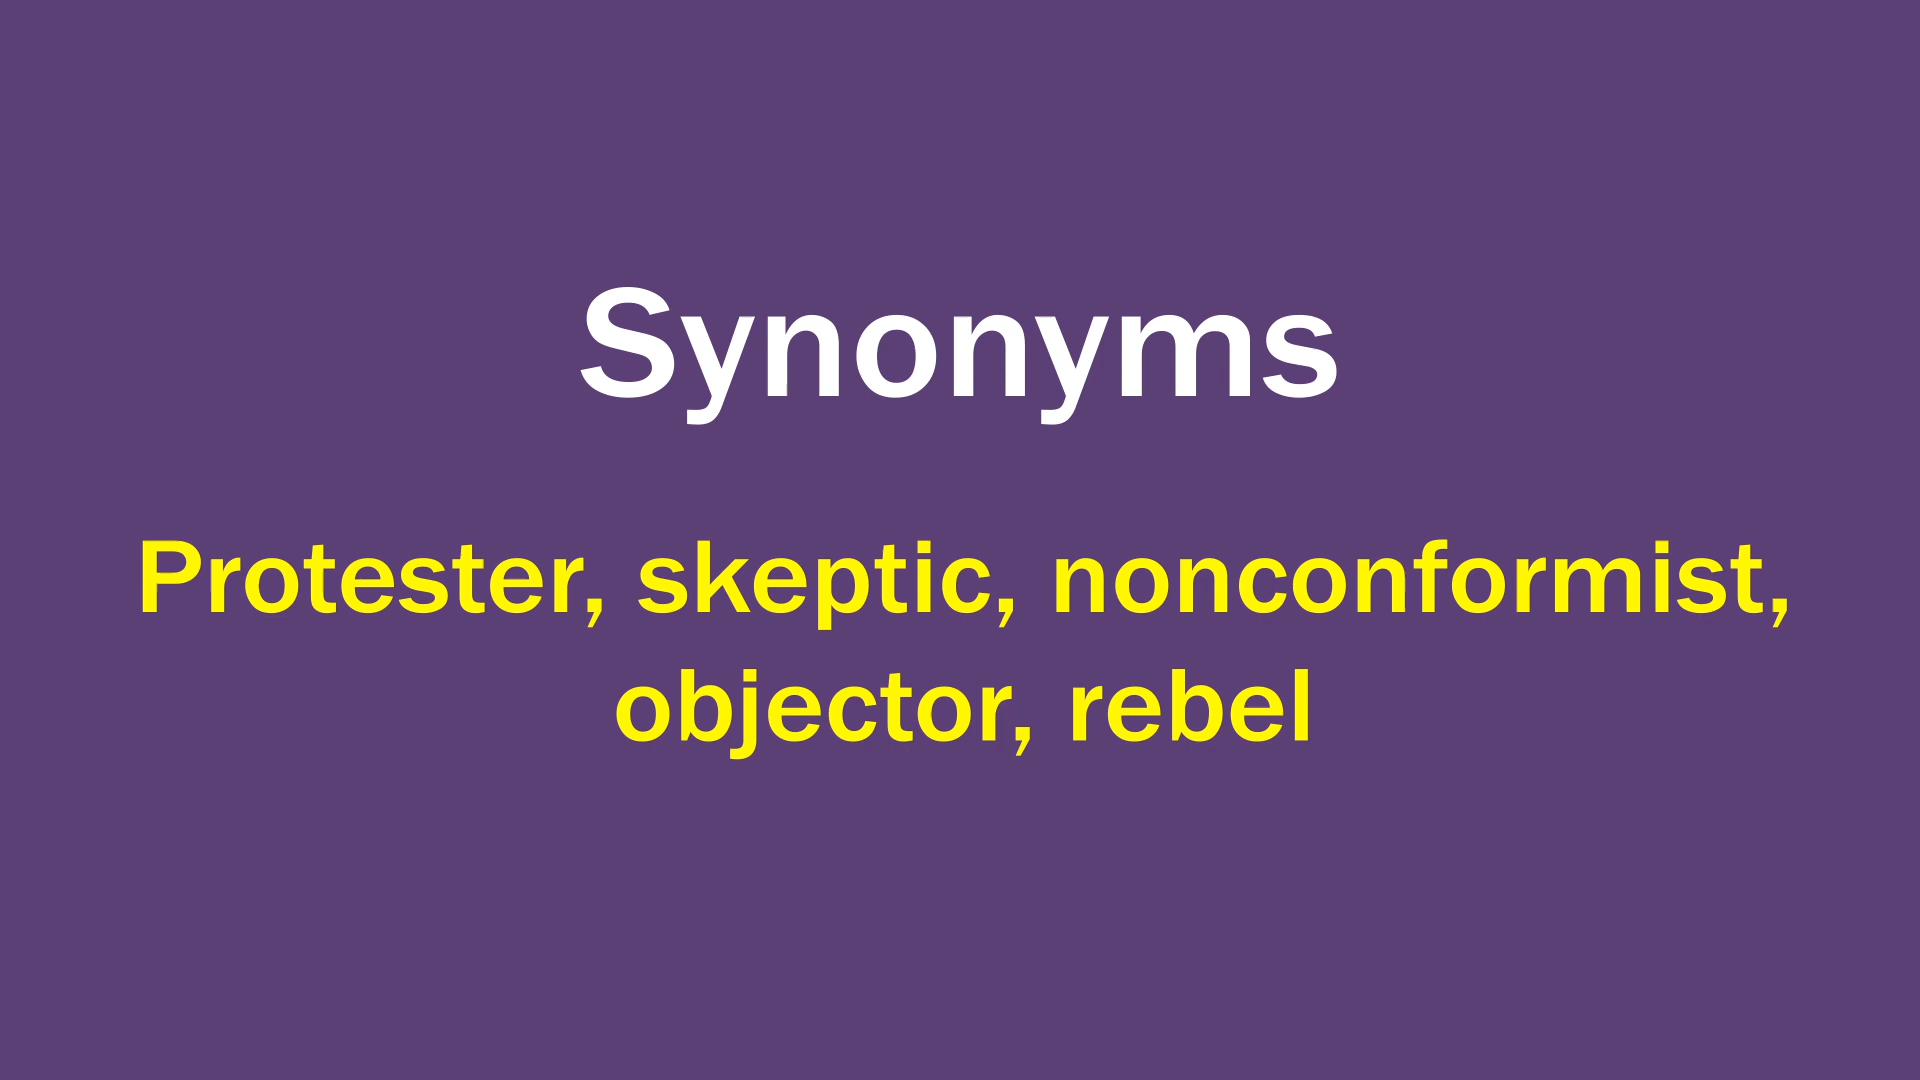 Synonyms
Protester, skeptic, nonconformist,
objector, rebel